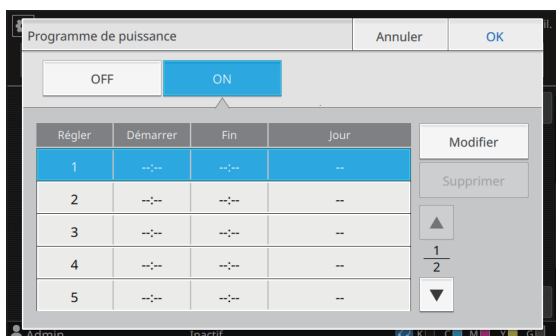 Programme de puissance Annuler OK
OFF ON
Régler Démarrer Fin Jour Modifier
1 --:-- --:-- --
Supprimer
2 --:-- --:-- --
3 --:-- --:-- --
1
4 --:-- --:-- --
2
5 --:-- --:-- --
Admin Inactif K C M Y